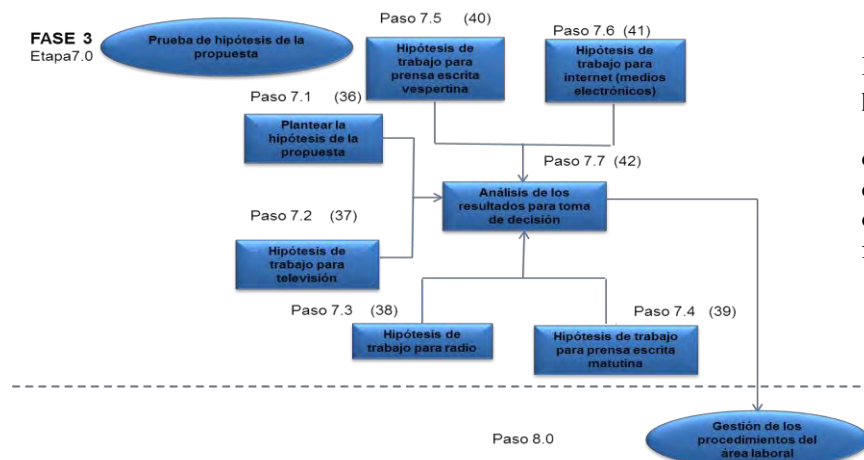 FASE 3
Etapa7.0
Prueba de hipótesis de la
propuesta
Paso 7.5 (40)
Hipótesis de
trabajo para
prensa escrita
vespertina
Paso 7.6 (41)
Hipótesis de
trabajo para
internet (medios
electrónicos)
Paso 7.1 (36)
Plantear la
hipótesis de la
propuesta
Paso 7.7 (42)
Análisis de los
resultados para toma
de decisión
Paso 7.2 (37)
Hipótesis de
trabajo para
televisión
Paso 7.3 (38)
Hipótesis de
trabajo para radio
Paso 7.4 (39)
Hipótesis de trabajo
para prensa escrita
matutina
Paso 8.0
Gestión de los
procedimientos del
área laboral